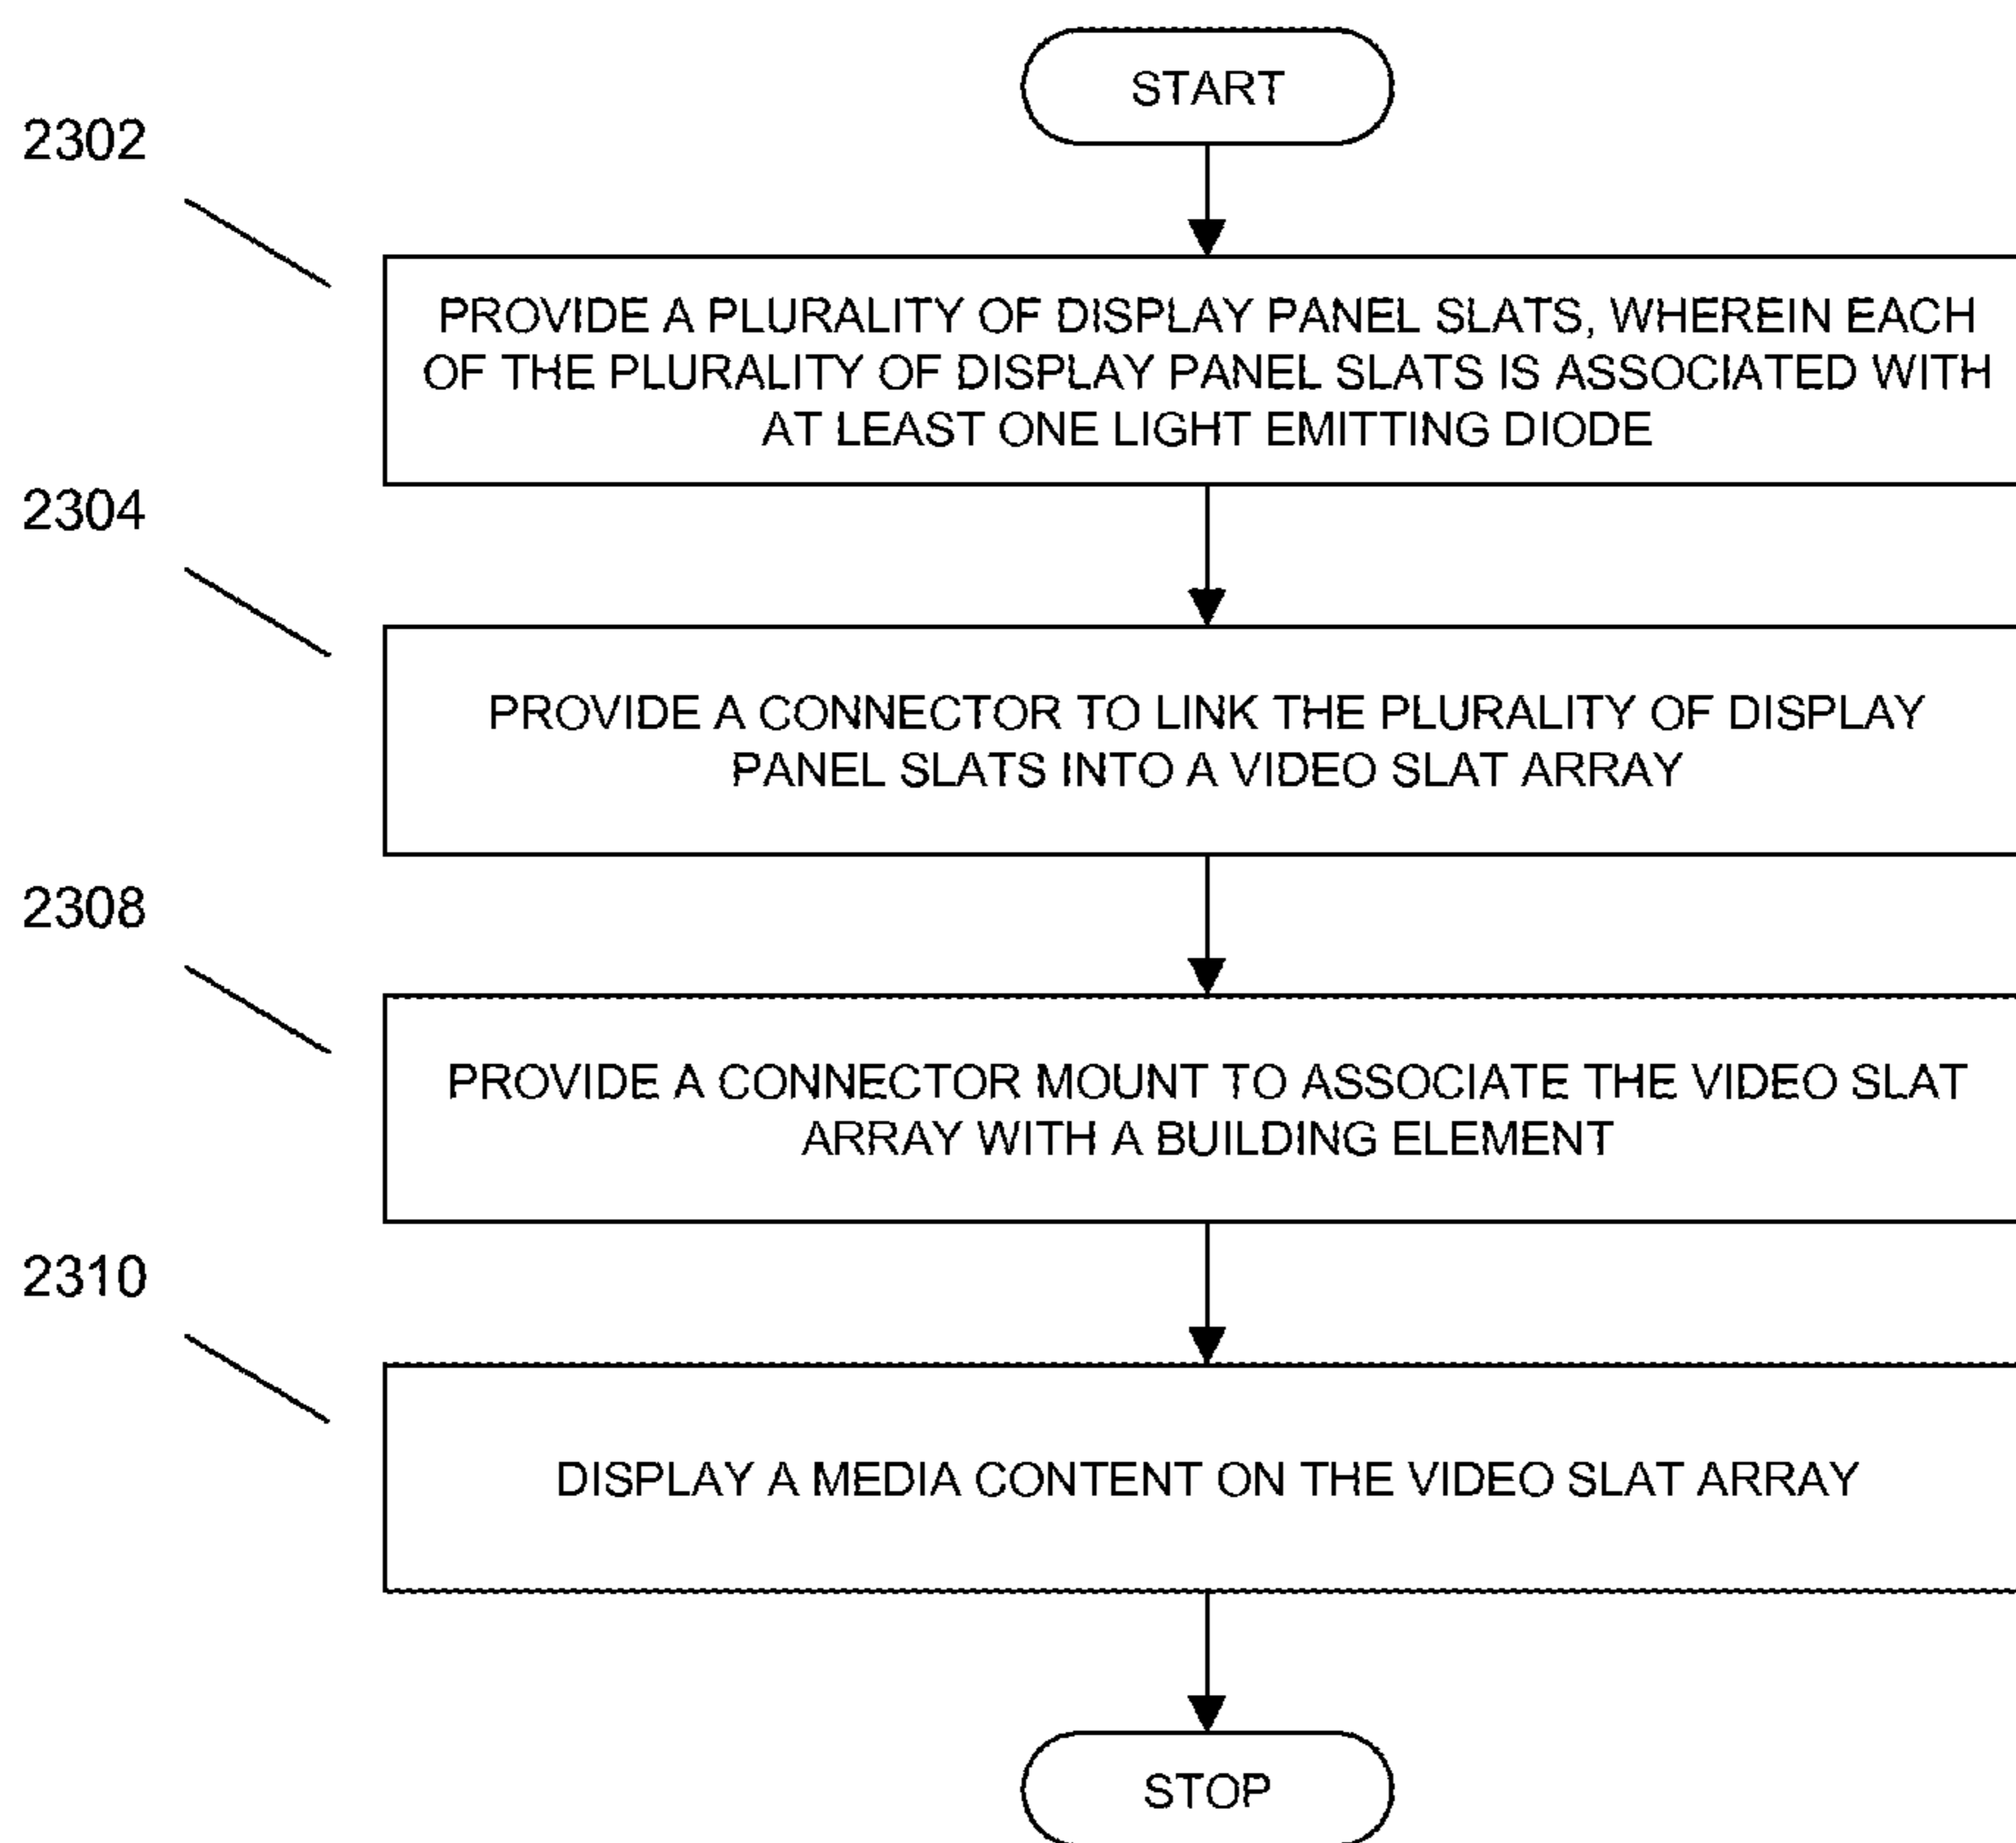 START
2302
PROVIDE A PLURALITY OF DISPLAY PANEL SLATS, WHEREIN EACH
OF THE PLURALITY OF DISPLAY PANEL SLATS IS ASSOCIATED WITH
AT LEAST ONE LIGHT EMITTING DIODE
2304
PROVIDE A CONNECTOR TO LINK THE PLURALITY OF DISPLAY
PANEL SLATS INTO A VIDEO SLAT ARRAY
2308
PROVIDE A CONNECTOR MOUNT TO ASSOCIATE THE VIDEO SLAT
ARRAY WITH A BUILDING ELEMENT
2310
DISPLAY A MEDIA CONTENT ON THE VIDEO SLAT ARRAY
STOP